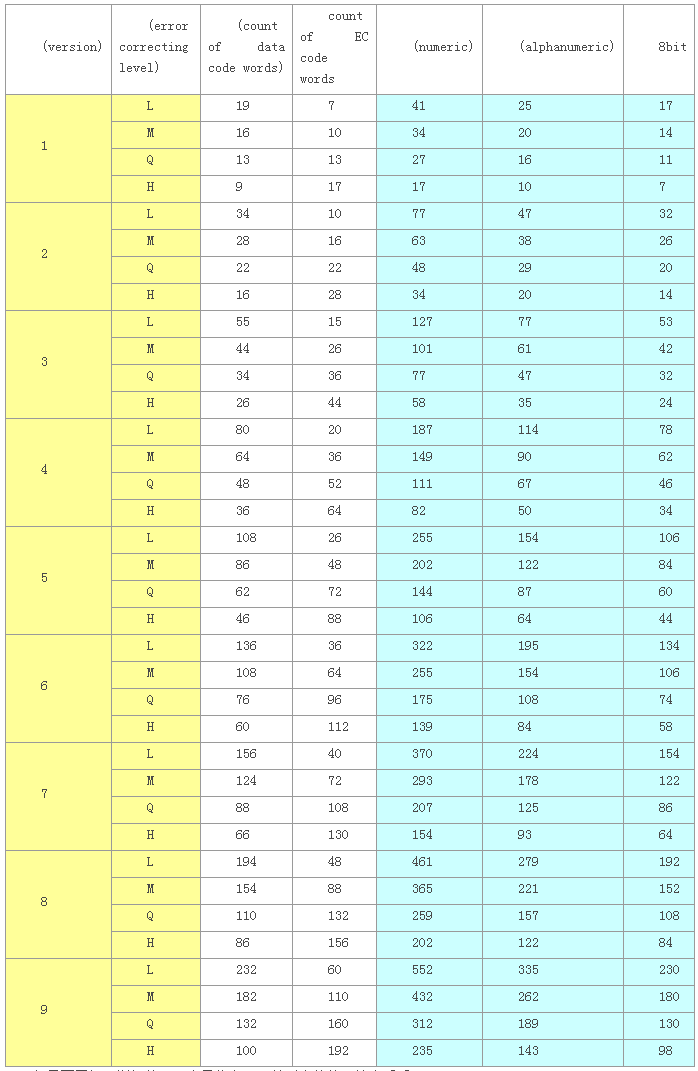 (version) (error correcting level) (count of data code words) count of EC code words (numeric) (alphanumeric) 8bit
1 L 19 7 41 25 17
M 16 10 34 20 14
Q 13 13 27 16 11
H 9 17 17 10 7
2 L 34 10 77 47 32
M 28 16 63 38 26
Q 22 22 48 29 20
H 16 28 34 20 14
3 L 55 15 127 77 53
M 44 26 101 61 42
Q 34 36 77 47 32
H 26 44 58 35 24
4 L 80 20 187 114 78
M 64 36 149 90 62
Q 48 52 111 67 46
H 36 64 82 50 34
5 L 108 26 255 154 106
M 86 48 202 122 84
Q 62 72 144 87 60
H 46 88 106 64 44
6 L 136 36 322 195 134
M 108 64 255 154 106
Q 76 96 175 108 74
H 60 112 139 84 58
7 L 156 40 370 224 154
M 124 72 293 178 122
Q 88 108 207 125 86
H 66 130 154 93 64
8 L 194 48 461 279 192
M 154 88 365 221 152
Q 110 132 259 157 108
H 86 156 202 122 84
9 L 232 60 552 335 230
M 182 110 432 262 180
Q 132 160 312 189 130
H 100 192 235 143 98